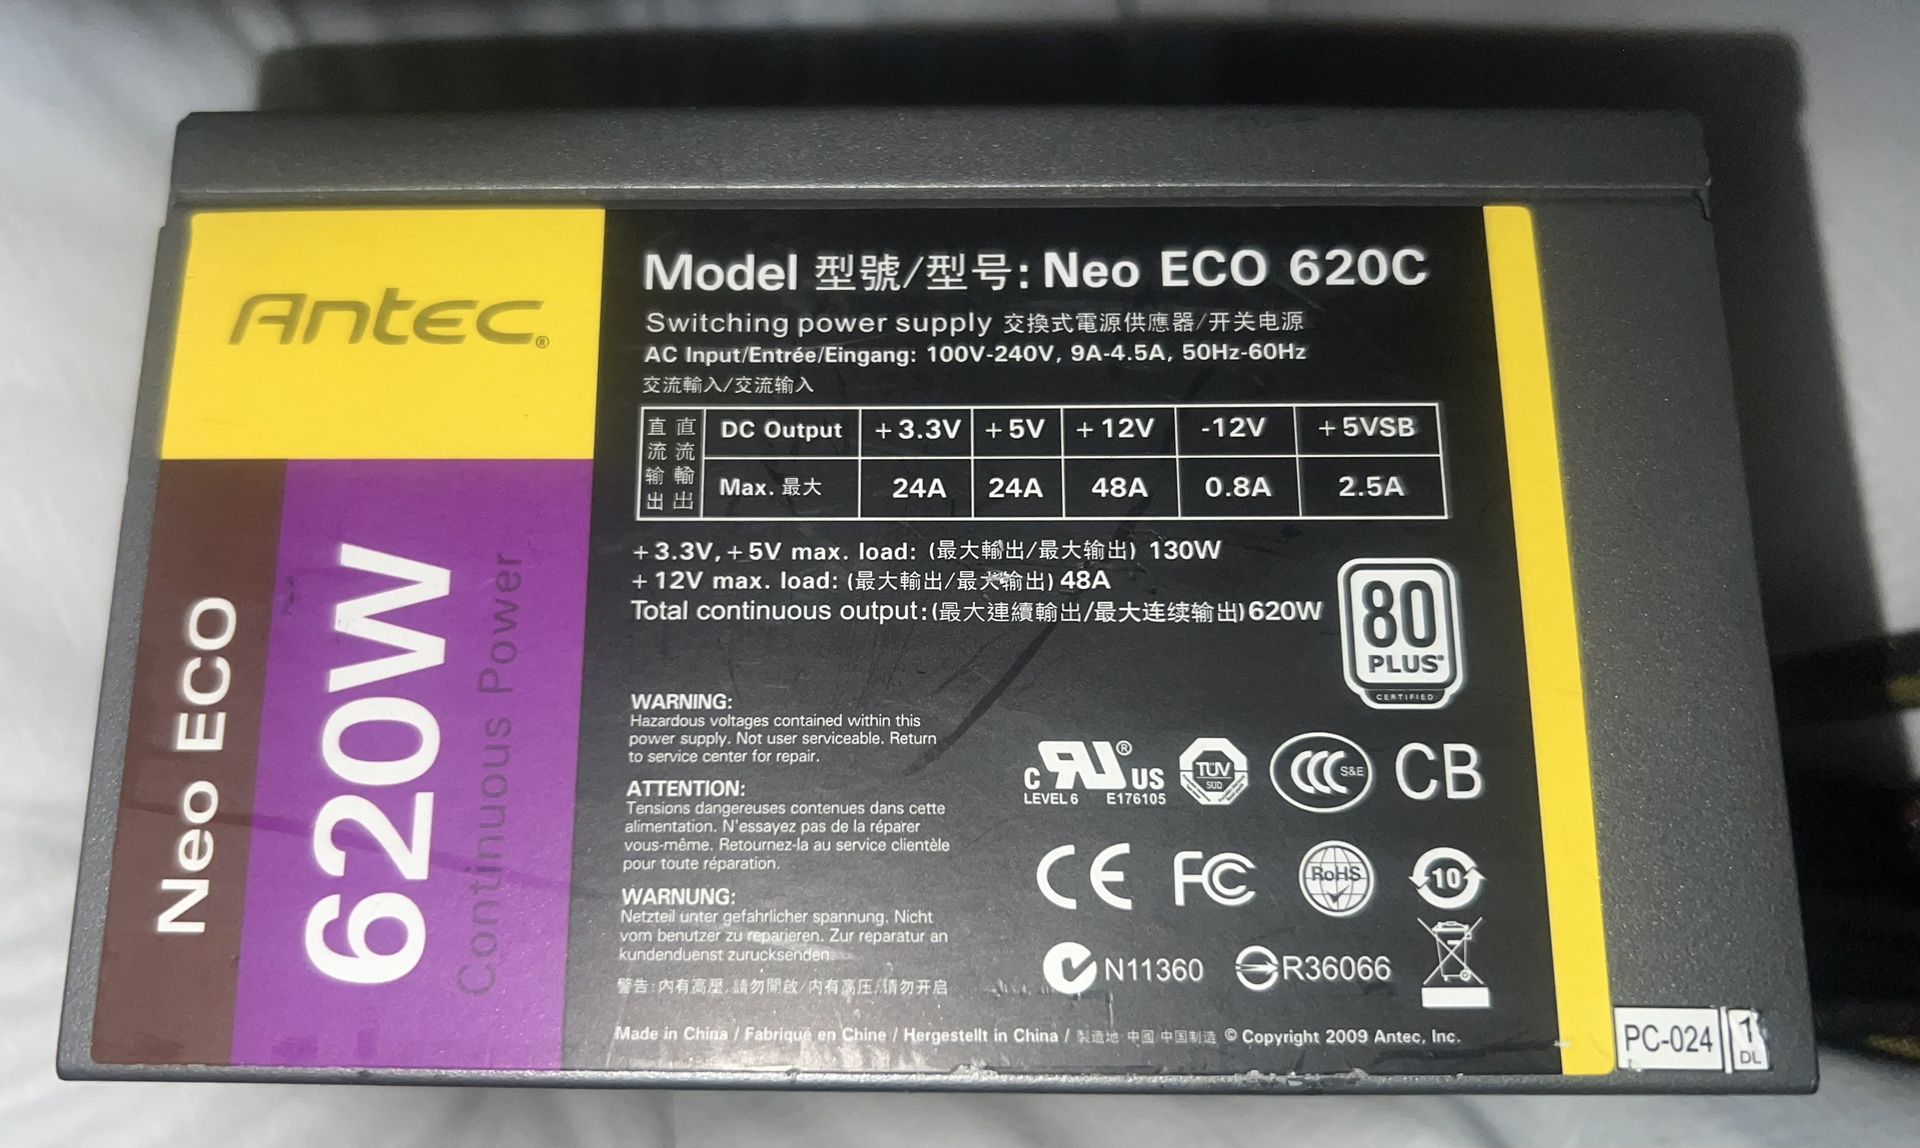 Antec®
Neo ECO
620W
Continuous Power
Model 型號/型号: Neo ECO 620C
Switching power supply 交換式電源供應器/开关电源
AC Input/Entrée/Eingang: 100V-240V, 9A-4.5A, 50Hz-60Hz
交流輸入/交流输入
直流输出 直流輸出
DC Output +3.3V +5V +12V -12V +5VSB
Max. 最大 24A 24A 48A 0.8A 2.5A
+3.3V,+5V max. load: (最大輸出/最大输出) 130W
+12V max. load: (最大輸出/最大输出) 48A
Total continuous output:(最大連續輸出/最大连续输出)620W
80
PLUS®
CERTIFIED
WARNING:
Hazardous voltages contained within this
power supply. Not user serviceable. Return
to service center for repair.
ATTENTION:
Tensions dangereuses contenues dans cette
alimentation. N'essayez pas de la réparer
vous-même. Retournez-la au service clientèle
pour toute réparation.
WARNUNG:
Netzteil unter gefahrlicher spannung. Nicht
vom benutzer zu reparieren. Zur reparatur an
kundenduenst zurucksenden.
警告:內有高壓,請勿開啟/内有高压,请勿开启
C RU® US
LEVEL 6 E176105
TÜV
SÜD
CCC S&E
CB
CE FC RoHS 10
N11360 R36066
Made in China / Fabriqué en Chine / Hergestellt in China / 製造地 中國 中国制造 © Copyright 2009 Antec, Inc.
PC-024
1
DL